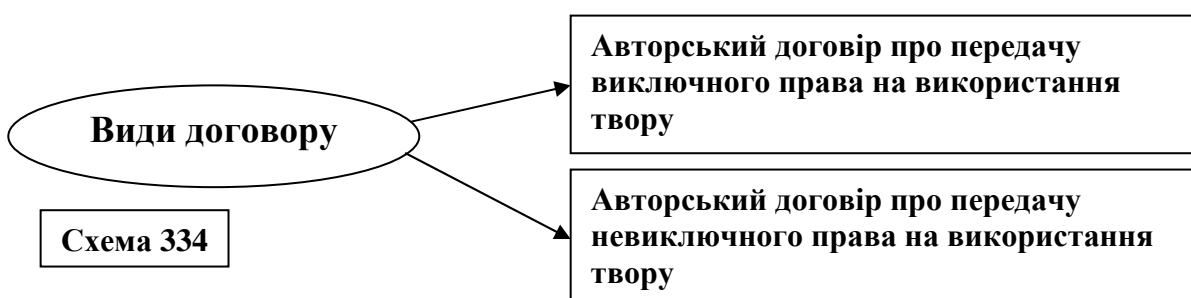 Авторський договір про передачу
виключного права на використання
твору
Види договору
Авторський договір про передачу
невиключного права на використання
твору
Схема 334